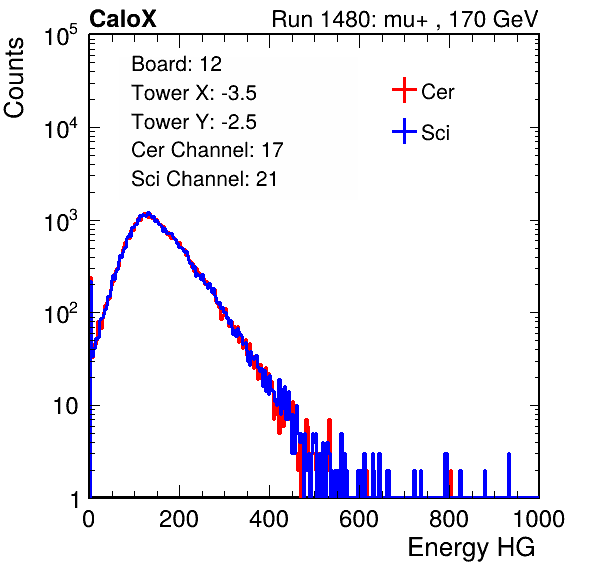 CaloX Run 1480: mu+ , 170 GeV
Counts
Board: 12
Tower X: -3.5
Tower Y: -2.5
Cer Channel: 17
Sci Channel: 21
Cer
Sci
10^5
10^4
10^3
10^2
10
1
0 200 400 600 800 1000
Energy HG